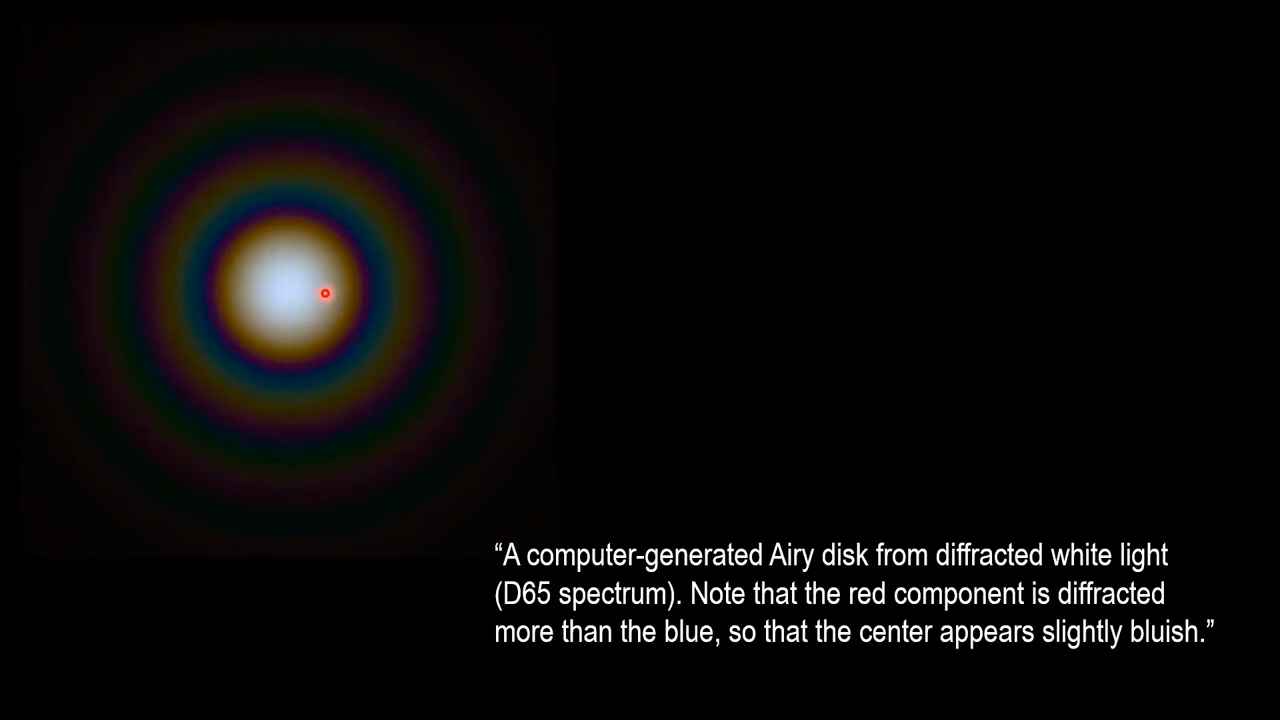 “A computer-generated Airy disk from diffracted white light
(D65 spectrum). Note that the red component is diffracted
more than the blue, so that the center appears slightly bluish.”